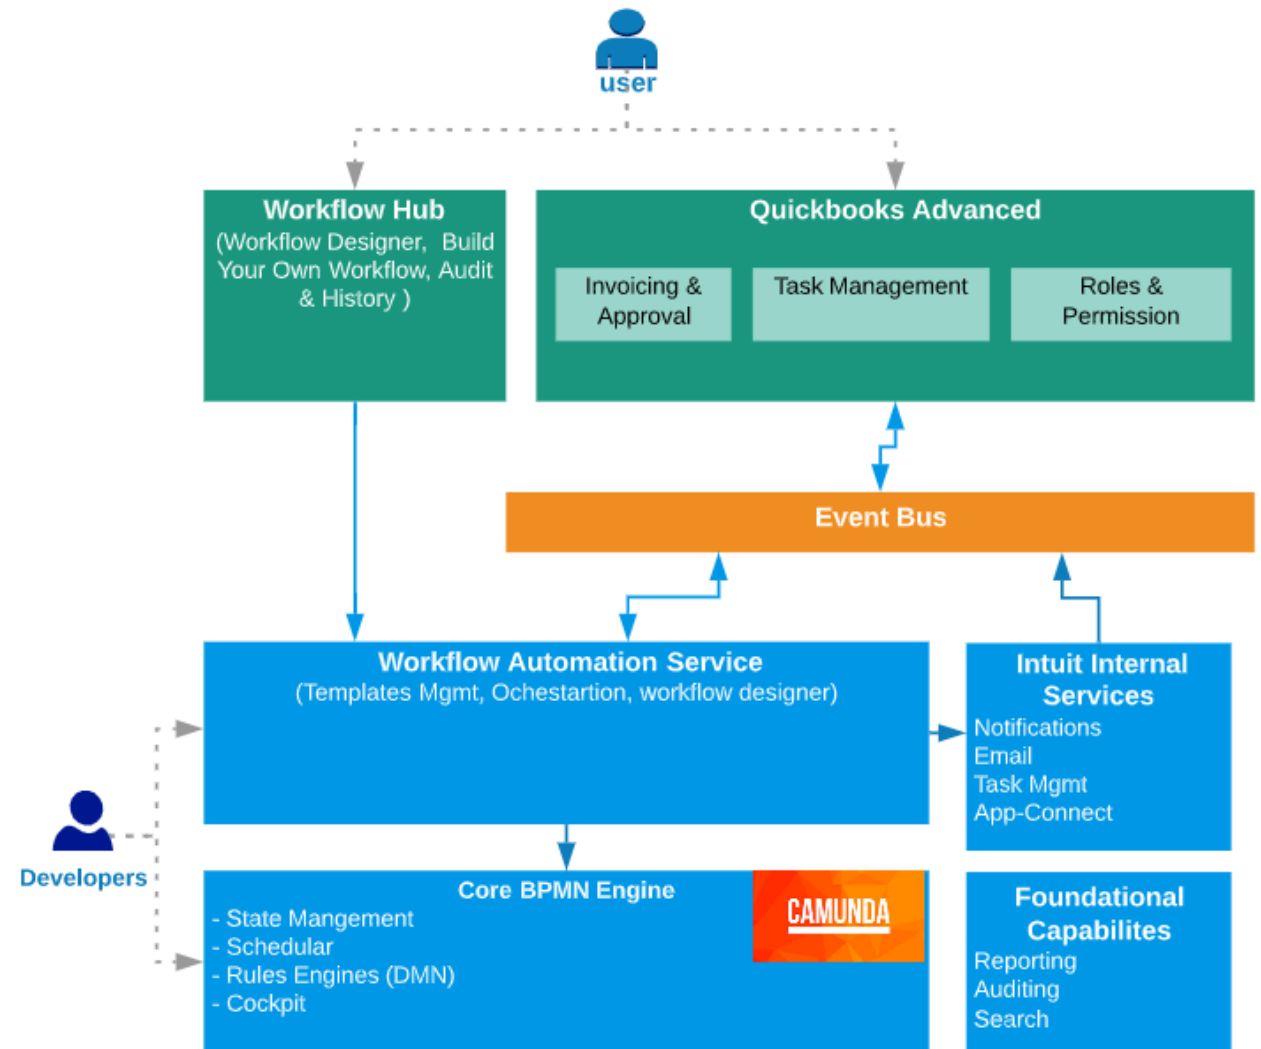 user
Workflow Hub
(Workflow Designer,  Build
Your Own Workflow, Audit
& History )
Quickbooks Advanced
Invoicing &
Approval
Task Management
Roles &
Permission
Event Bus
Workflow Automation Service
(Templates Mgmt, Ochestartion, workflow designer)
Intuit Internal
Services
Notifications
Email
Task Mgmt
App-Connect
Developers
Core BPMN Engine
- State Mangement
- Schedular
- Rules Engines (DMN)
- Cockpit
CAMUNDA
Foundational
Capabilites
Reporting
Auditing
Search